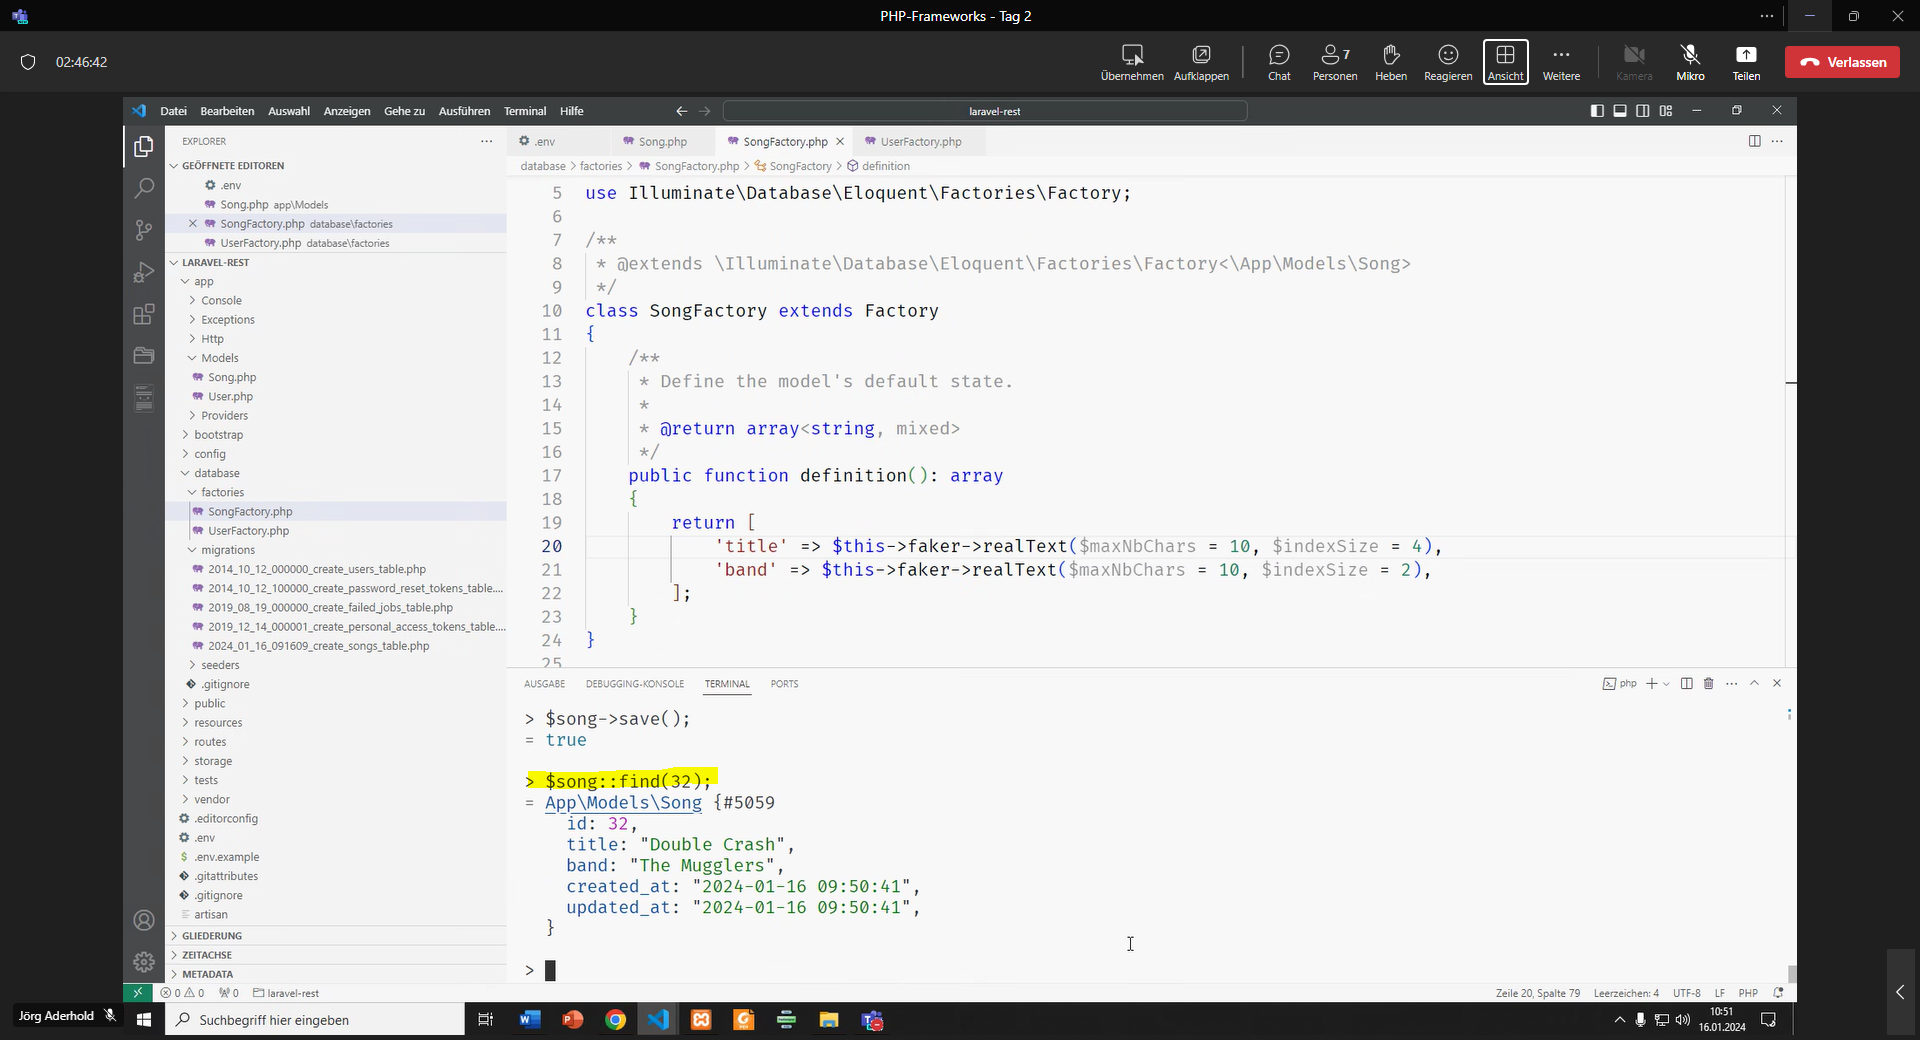 PHP-Frameworks - Tag 2
02:46:42
Übernehmen
Aufklappen
Chat
7
Personen
Heben
Reagieren
Ansicht
Weitere
Kamera
Mikro
Teilen
Verlassen
Datei Bearbeiten Auswahl Anzeigen Gehe zu Ausführen Terminal Hilfe
laravel-rest
EXPLORER
GEÖFFNETE EDITOREN
.env
Song.php app\Models
SongFactory.php database\factories
UserFactory.php database\factories
LARAVEL-REST
app
Console
Exceptions
Http
Models
Song.php
User.php
Providers
bootstrap
config
database
factories
SongFactory.php
UserFactory.php
migrations
2014_10_12_000000_create_users_table.php
2014_10_12_100000_create_password_reset_tokens_table....
2019_08_19_000000_create_failed_jobs_table.php
2019_12_14_000001_create_personal_access_tokens_table....
2024_01_16_091609_create_songs_table.php
seeders
.gitignore
public
resources
routes
storage
tests
vendor
.editorconfig
.env
.env.example
.gitattributes
.gitignore
artisan
GLIEDERUNG
ZEITACHSE
METADATA
.env
Song.php
SongFactory.php
UserFactory.php
database > factories > SongFactory.php > SongFactory > definition
5 use Illuminate\Database\Eloquent\Factories\Factory;
6
7 /**
8 * @extends \Illuminate\Database\Eloquent\Factories\Factory<\App\Models\Song>
9 */
10 class SongFactory extends Factory
11 {
12 /**
13 * Define the model's default state.
14 *
15 * @return array<string, mixed>
16 */
17 public function definition(): array
18 {
19 return [
20 'title' => $this->faker->realText($maxNbChars = 10, $indexSize = 4),
21 'band' => $this->faker->realText($maxNbChars = 10, $indexSize = 2),
22 ];
23 }
24 }
25
AUSGABE DEBUGGING-KONSOLE TERMINAL PORTS
php
> $song->save();
= true
> $song::find(32);
= App\Models\Song {#5059
id: 32,
title: "Double Crash",
band: "The Mugglers",
created_at: "2024-01-16 09:50:41",
updated_at: "2024-01-16 09:50:41",
}
>
0 0 0 laravel-rest
Zeile 20, Spalte 79 Leerzeichen: 4 UTF-8 LF PHP
Jörg Aderhold
Suchbegriff hier eingeben
10:51
16.01.2024